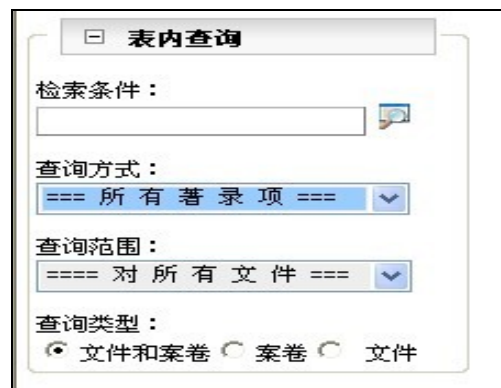 表内查询
检索条件：
查询方式：
=== 所 有 著 录 项 ===
查询范围：
==== 对 所 有 文 件 ===
查询类型：
文件和案卷 案卷 文件